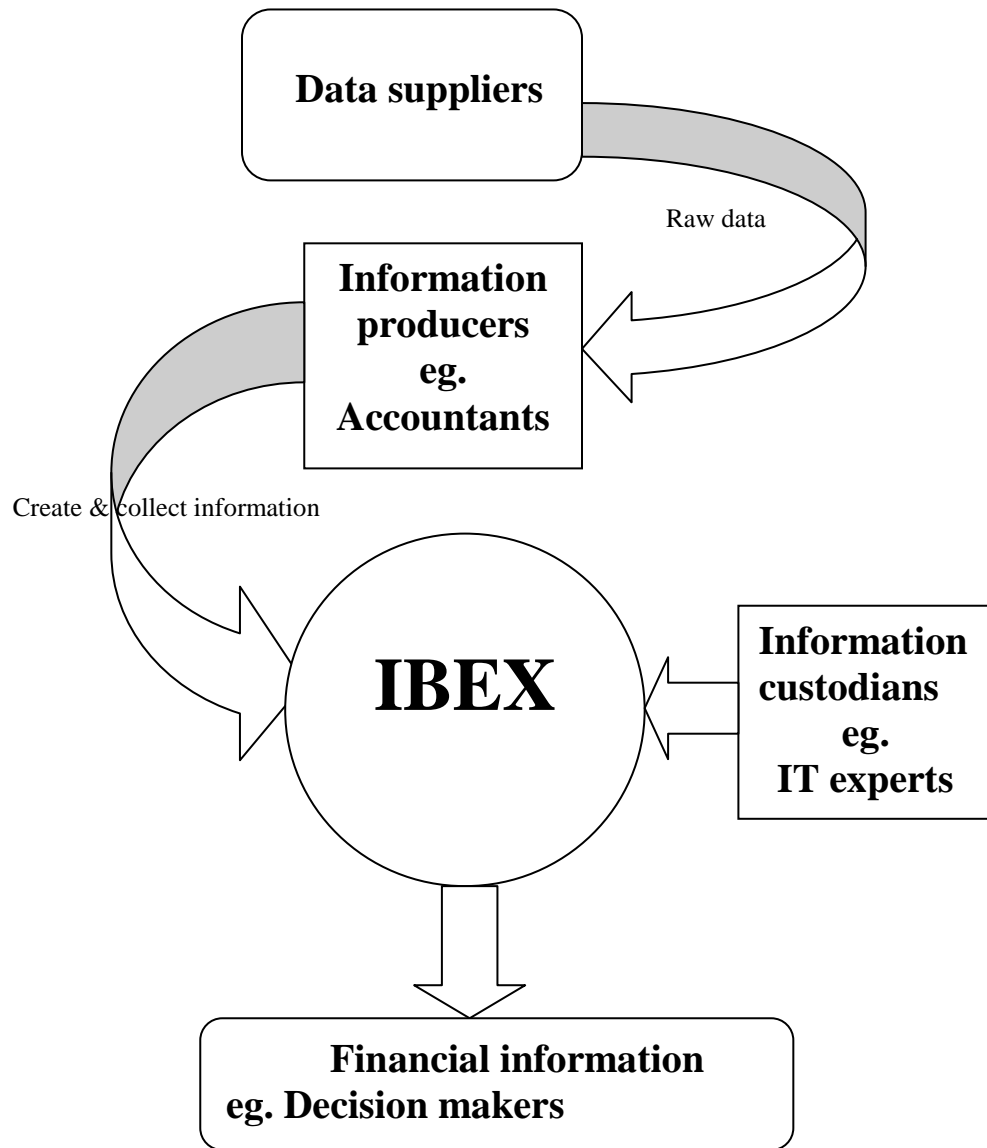 Data suppliers
Raw data
Information
producers
eg.
Accountants
Create & collect information
IBEX
Information
custodians
eg.
IT experts
Financial information
eg. Decision makers